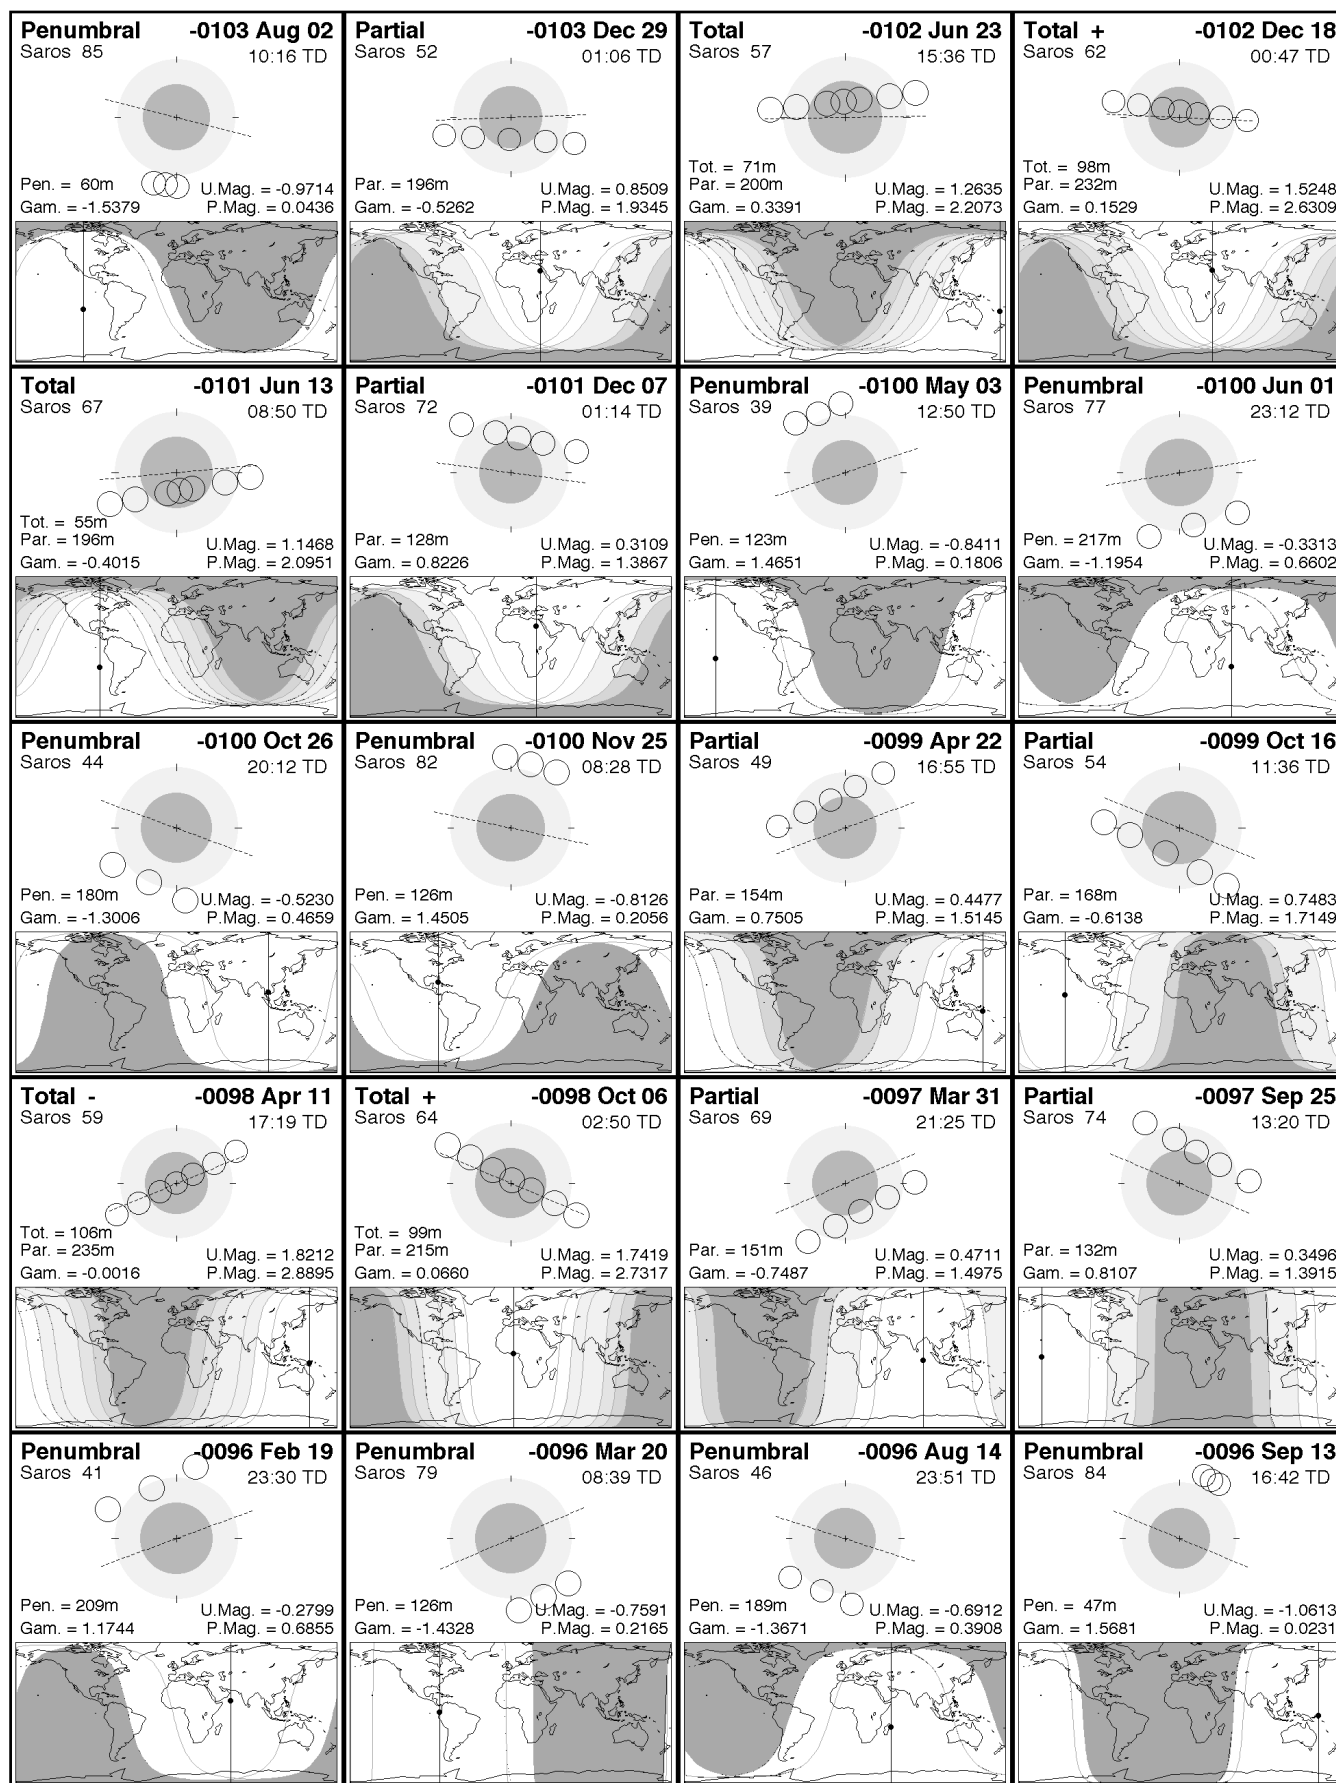 Penumbral -0103 Aug 02
Saros 85 10:16 TD
Pen. = 60m U.Mag. = -0.9714
Gam. = -1.5379 P.Mag. = 0.0436
Partial -0103 Dec 29
Saros 52 01:06 TD
Par. = 196m U.Mag. = 0.8509
Gam. = -0.5262 P.Mag. = 1.9345
Total -0102 Jun 23
Saros 57 15:36 TD
Tot. = 71m
Par. = 200m U.Mag. = 1.2635
Gam. = 0.3391 P.Mag. = 2.2073
Total + -0102 Dec 18
Saros 62 00:47 TD
Tot. = 98m
Par. = 232m U.Mag. = 1.5248
Gam. = 0.1529 P.Mag. = 2.6309
Total -0101 Jun 13
Saros 67 08:50 TD
Tot. = 55m
Par. = 196m U.Mag. = 1.1468
Gam. = -0.4015 P.Mag. = 2.0951
Partial -0101 Dec 07
Saros 72 01:14 TD
Par. = 128m U.Mag. = 0.3109
Gam. = 0.8226 P.Mag. = 1.3867
Penumbral -0100 May 03
Saros 39 12:50 TD
Pen. = 123m U.Mag. = -0.8411
Gam. = 1.4651 P.Mag. = 0.1806
Penumbral -0100 Jun 01
Saros 77 23:12 TD
Pen. = 217m U.Mag. = -0.3313
Gam. = -1.1954 P.Mag. = 0.6602
Penumbral -0100 Oct 26
Saros 44 20:12 TD
Pen. = 180m U.Mag. = -0.5230
Gam. = -1.3006 P.Mag. = 0.4659
Penumbral -0100 Nov 25
Saros 82 08:28 TD
Pen. = 126m U.Mag. = -0.8126
Gam. = 1.4505 P.Mag. = 0.2056
Partial -0099 Apr 22
Saros 49 16:55 TD
Par. = 154m U.Mag. = 0.4477
Gam. = 0.7505 P.Mag. = 1.5145
Partial -0099 Oct 16
Saros 54 11:36 TD
Par. = 168m U.Mag. = 0.7483
Gam. = -0.6138 P.Mag. = 1.7149
Total - -0098 Apr 11
Saros 59 17:19 TD
Tot. = 106m
Par. = 235m U.Mag. = 1.8212
Gam. = -0.0016 P.Mag. = 2.8895
Total + -0098 Oct 06
Saros 64 02:50 TD
Tot. = 99m
Par. = 215m U.Mag. = 1.7419
Gam. = 0.0660 P.Mag. = 2.7317
Partial -0097 Mar 31
Saros 69 21:25 TD
Par. = 151m U.Mag. = 0.4711
Gam. = -0.7487 P.Mag. = 1.4975
Partial -0097 Sep 25
Saros 74 13:20 TD
Par. = 132m U.Mag. = 0.3496
Gam. = 0.8107 P.Mag. = 1.3915
Penumbral -0096 Feb 19
Saros 41 23:30 TD
Pen. = 209m U.Mag. = -0.2799
Gam. = 1.1744 P.Mag. = 0.6855
Penumbral -0096 Mar 20
Saros 79 08:39 TD
Pen. = 126m U.Mag. = -0.7591
Gam. = -1.4328 P.Mag. = 0.2165
Penumbral -0096 Aug 14
Saros 46 23:51 TD
Pen. = 189m U.Mag. = -0.6912
Gam. = -1.3671 P.Mag. = 0.3908
Penumbral -0096 Sep 13
Saros 84 16:42 TD
Pen. = 47m U.Mag. = -1.0613
Gam. = 1.5681 P.Mag. = 0.0231